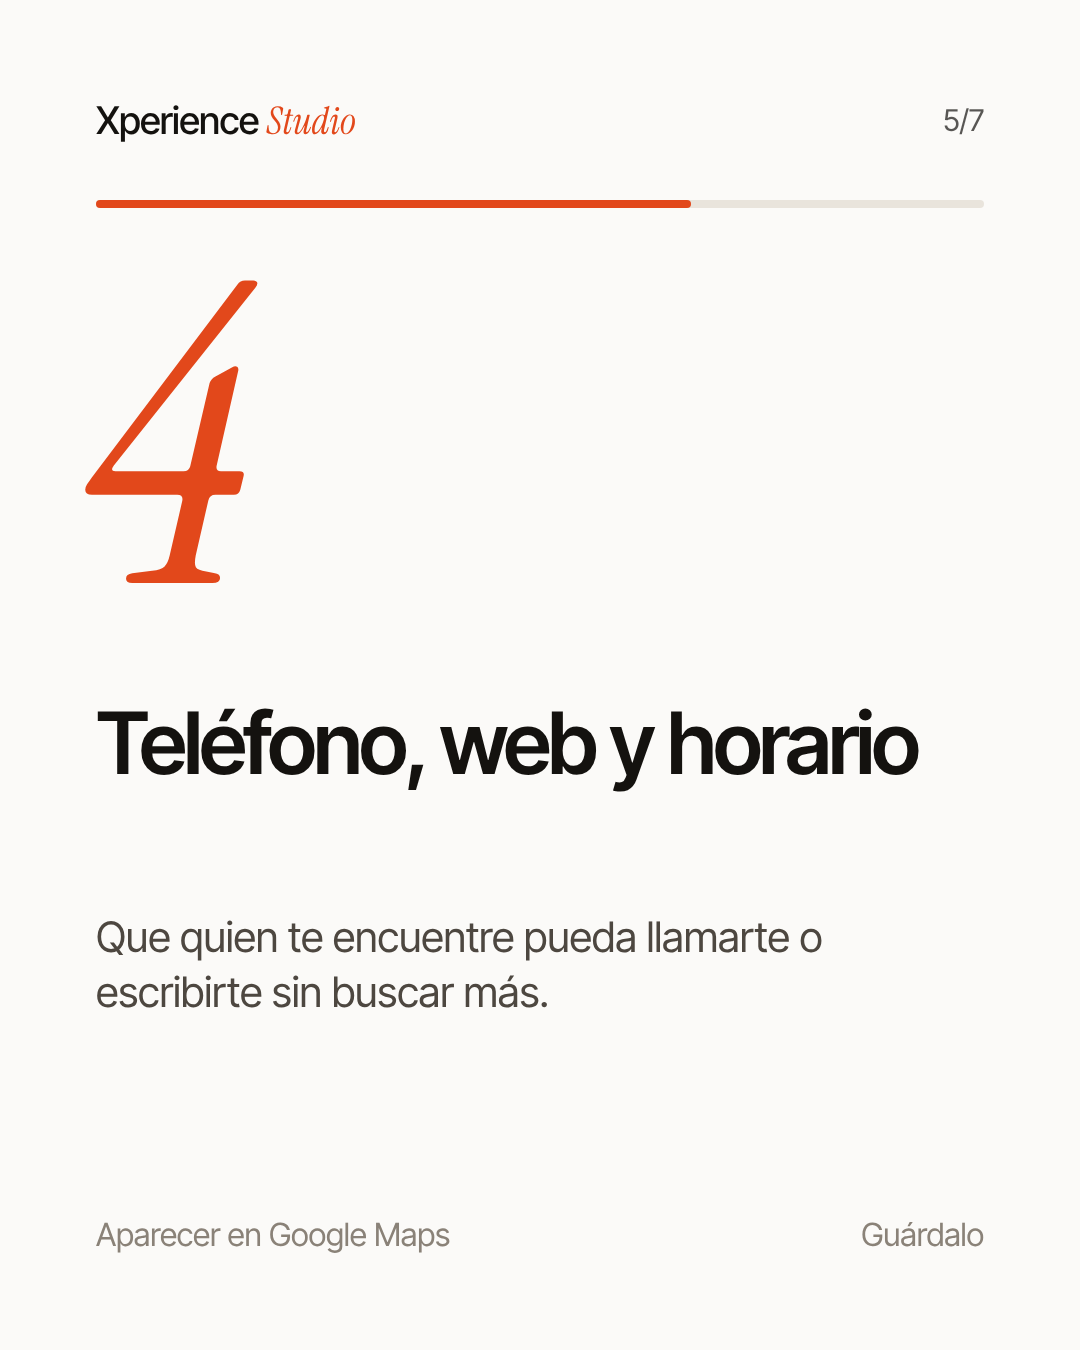 Xperience Studio
5/7
4
Teléfono, web y horario
Que quien te encuentre pueda llamarte o
escribirte sin buscar más.
Aparecer en Google Maps
Guárdalo